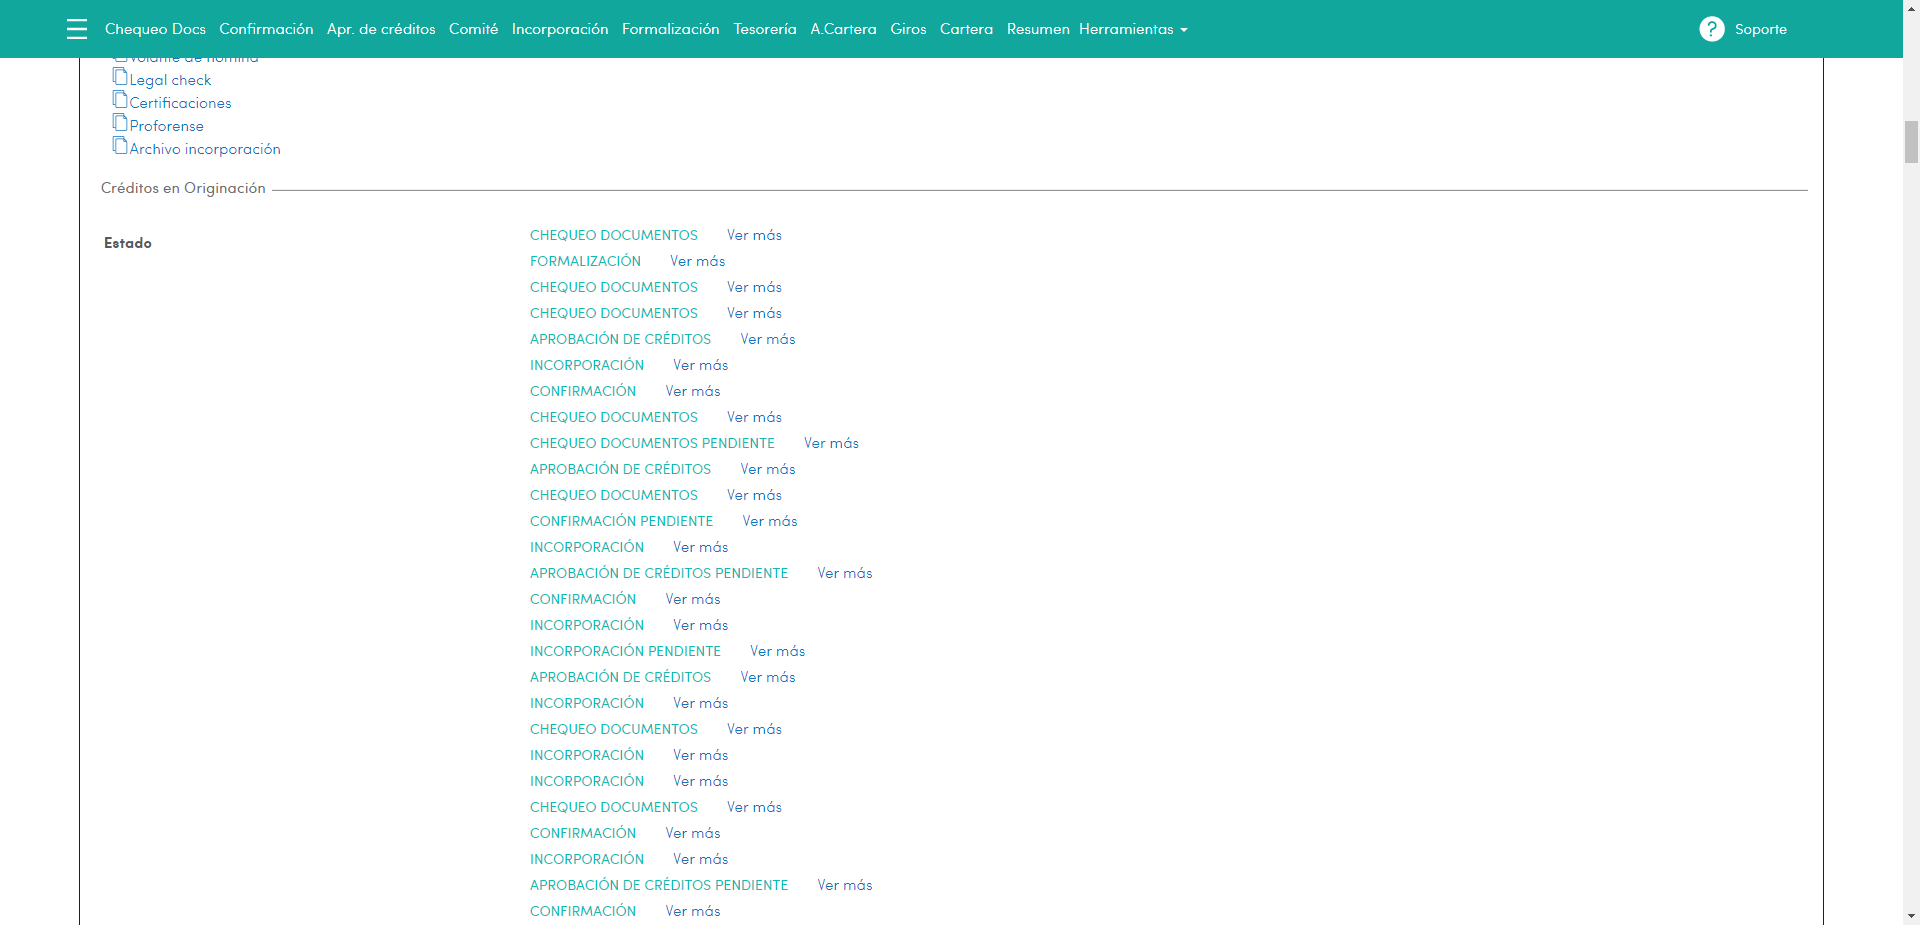 Chequeo Docs Confirmación Apr. de créditos Comité Incorporación Formalización Tesorería A.Cartera Giros Cartera Resumen Herramientas ? Soporte
Volante de nómina
Legal check
Certificaciones
Proforense
Archivo incorporación
Créditos en Originación
Estado
CHEQUEO DOCUMENTOS Ver más
FORMALIZACIÓN Ver más
CHEQUEO DOCUMENTOS Ver más
CHEQUEO DOCUMENTOS Ver más
APROBACIÓN DE CRÉDITOS Ver más
INCORPORACIÓN Ver más
CONFIRMACIÓN Ver más
CHEQUEO DOCUMENTOS Ver más
CHEQUEO DOCUMENTOS PENDIENTE Ver más
APROBACIÓN DE CRÉDITOS Ver más
CHEQUEO DOCUMENTOS Ver más
CONFIRMACIÓN PENDIENTE Ver más
INCORPORACIÓN Ver más
APROBACIÓN DE CRÉDITOS PENDIENTE Ver más
CONFIRMACIÓN Ver más
INCORPORACIÓN Ver más
INCORPORACIÓN PENDIENTE Ver más
APROBACIÓN DE CRÉDITOS Ver más
INCORPORACIÓN Ver más
CHEQUEO DOCUMENTOS Ver más
INCORPORACIÓN Ver más
INCORPORACIÓN Ver más
CHEQUEO DOCUMENTOS Ver más
CONFIRMACIÓN Ver más
INCORPORACIÓN Ver más
APROBACIÓN DE CRÉDITOS PENDIENTE Ver más
CONFIRMACIÓN Ver más